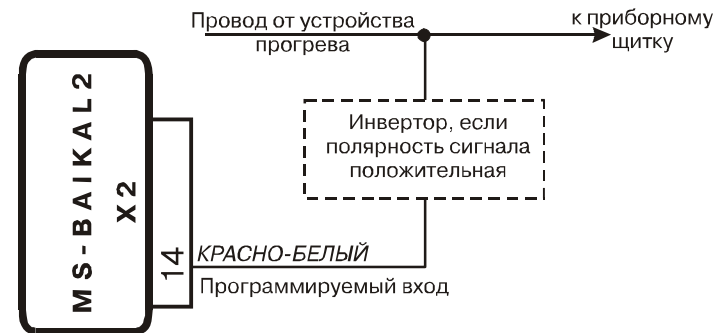 Провод от устройства
прогрева
к приборному
щитку
Инвертор, если
полярность сигнала
положительная
MS-BAIKAL2
X2
14
КРАСНО-БЕЛЫЙ
Программируемый вход